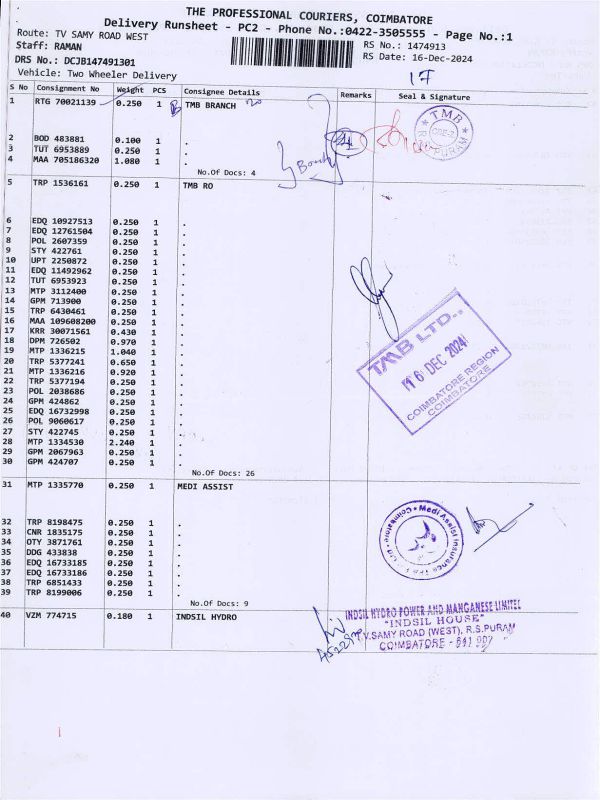 THE PROFESSIONAL COURIERS, COIMBATORE
Delivery Runsheet - PC2 - Phone No.:0422-3505555 - Page No.:1
Route: TV SAMY ROAD WEST
RS No.: 1474913
Staff: RAMAN
RS Date: 16-Dec-2024
DRS No.: DCJB147491301
Vehicle: Two Wheeler Delivery
17
S No Consignment No Weight PCS Consignee Details Remarks Seal & Signature
1 RTG 70021139 0.250 1 TMB BRANCH
2 BOD 483881 0.100 1 .
3 TUT 6953889 0.250 1 .
4 MAA 705186320 1.080 1 .
No.Of Docs: 4
TMB
R.S.PURAM
5 TRP 1536161 0.250 1 TMB RO
6 EDQ 10927513 0.250 1 .
7 EDQ 12761504 0.250 1 .
8 POL 2607359 0.250 1 .
9 STY 422761 0.250 1 .
10 UPT 2250872 0.250 1 .
11 EDQ 11492962 0.250 1 .
12 TUT 6953923 0.250 1 .
13 MTP 3112400 0.250 1 .
14 GPM 713900 0.250 1 .
15 TRP 6430461 0.250 1 .
16 MAA 109608200 0.250 1 .
17 KRR 30071561 0.430 1 .
18 DPM 726502 0.970 1 .
19 MTP 1336215 1.040 1 .
20 TRP 5377241 0.650 1 .
21 MTP 1336216 0.920 1 .
22 TRP 5377194 0.250 1 .
23 POL 2038686 0.250 1 .
24 GPM 424862 0.250 1 .
25 EDQ 16732998 0.250 1 .
26 POL 9060617 0.250 1 .
27 STY 422745 0.250 1 .
28 MTP 1334530 2.240 1 .
29 GPM 2067963 0.250 1 .
30 GPM 424707 0.250 1 .
No.Of Docs: 26
TMB LTD.,
16 DEC 2024
COIMBATORE REGION
COIMBATORE
31 MTP 1335770 0.250 1 MEDI ASSIST
32 TRP 8198475 0.250 1 .
33 CNR 1835175 0.250 1 .
34 OTY 3871761 0.250 1 .
35 DDG 433838 0.250 1 .
36 EDQ 16733185 0.250 1 .
37 EDQ 16733186 0.250 1 .
38 TRP 6851433 0.250 1 .
39 TRP 8199006 0.250 1 .
No.Of Docs: 9
Medi Assist Insurance
Coimbatore
40 VZM 774715 0.180 1 INDSIL HYDRO
INDSIL HYDRO POWER AND MANGANESE LIMITED
"INDSIL HOUSE"
T.V.SAMY ROAD (WEST), R.S.PURAM
COIMBATORE - 641 002